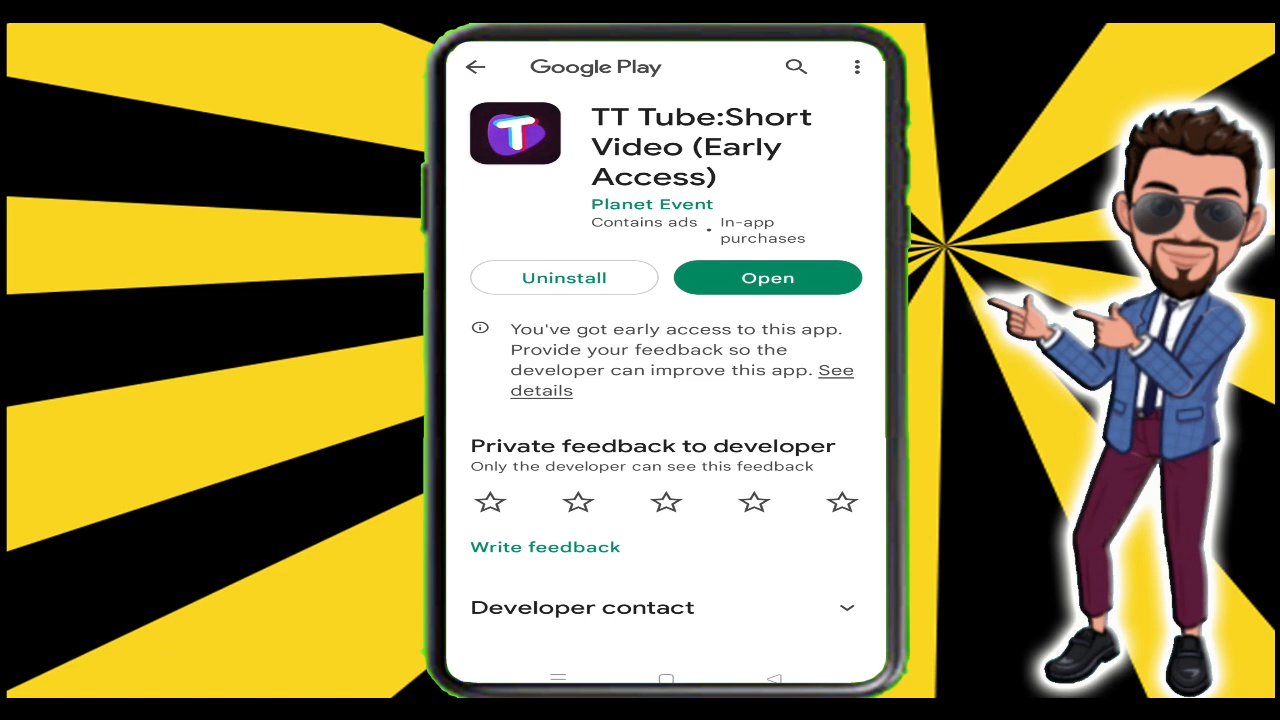 Google Play
T
TT Tube:Short
Video (Early
Access)
Planet Event
Contains ads • In-app
purchases
Uninstall
Open
You've got early access to this app.
Provide your feedback so the
developer can improve this app. See
details
Private feedback to developer
Only the developer can see this feedback
Write feedback
Developer contact